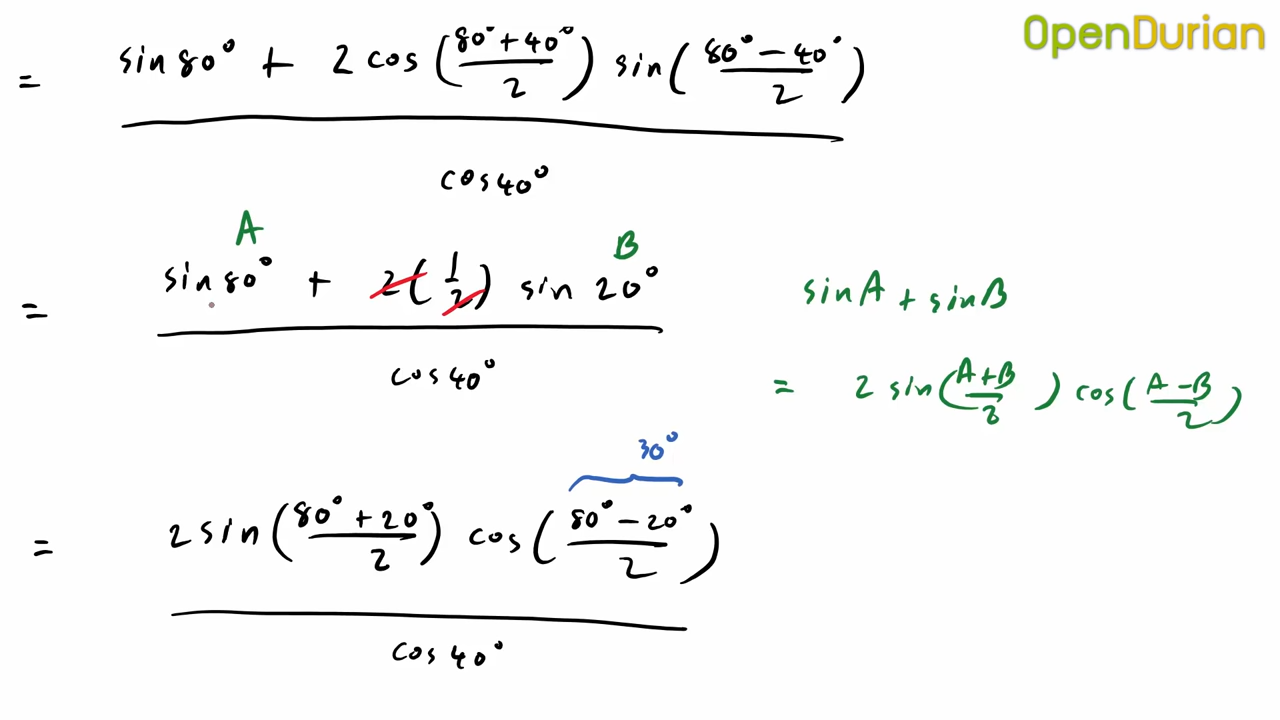 OpenDurian
= (sin 80° + 2 cos((80° + 40°)/2) sin((80° - 40°)/2)) / cos 40°
A B
= (sin 80° + 2(1/2) sin 20°) / cos 40°
sin A + sin B
= 2 sin((A+B)/2) cos((A-B)/2)
30°
= (2 sin((80° + 20°)/2) cos((80° - 20°)/2)) / cos 40°